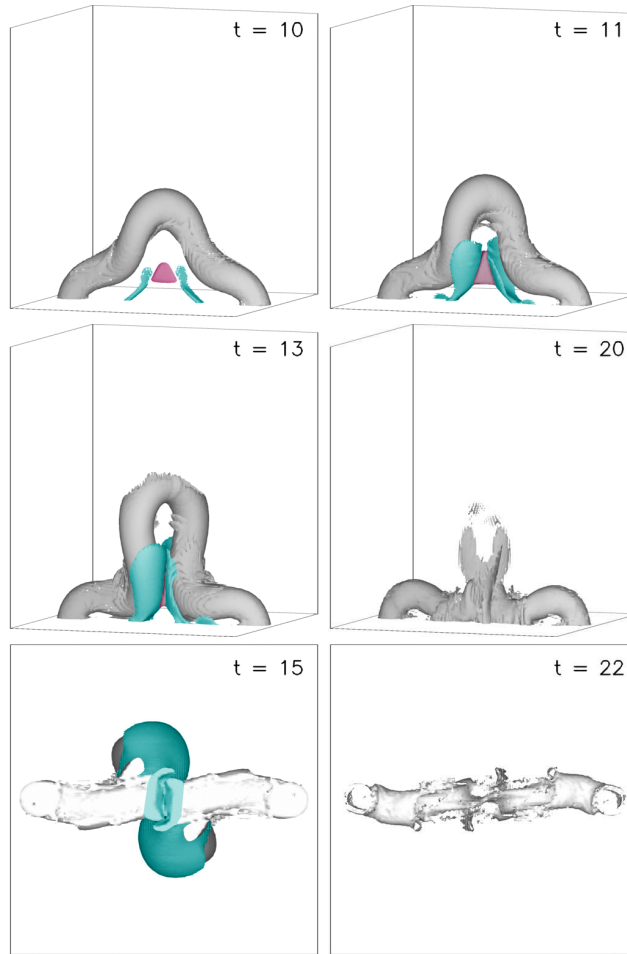 t = 10
t = 11
t = 13
t = 20
t = 15
t = 22